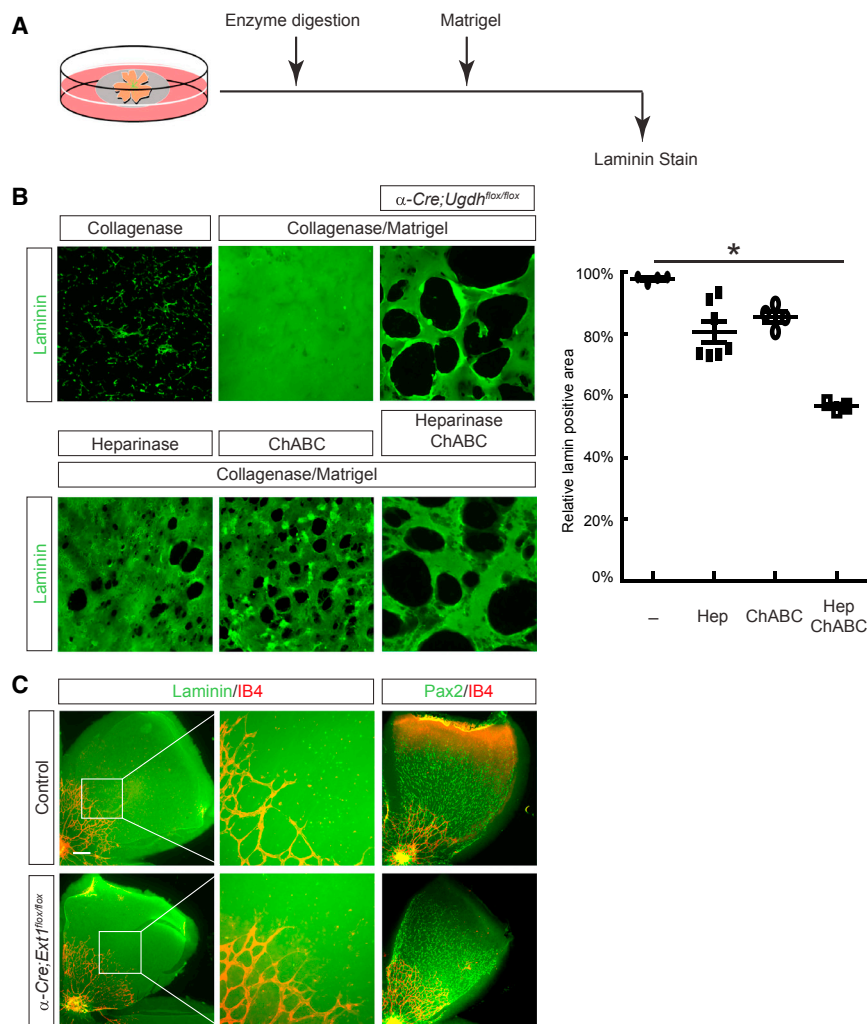 A
Enzyme digestion
Matrigel
Laminin Stain
B
α-Cre;Ugdhflox/flox
Collagenase
Collagenase/Matrigel
Laminin
Heparinase
ChABC
Heparinase
ChABC
Collagenase/Matrigel
Laminin
*
100%
80%
60%
40%
20%
0%
Relative lamin positive area
–
Hep
ChABC
Hep
ChABC
C
Laminin/IB4
Pax2/IB4
Control
α-Cre;Ext1flox/flox